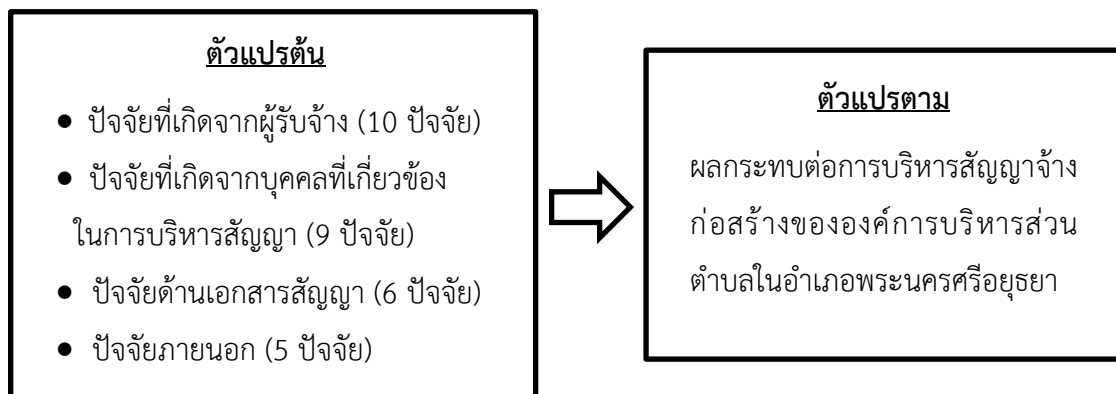 ตัวแปรต้น
● ปัจจัยที่เกิดจากผู้รับจ้าง (10 ปัจจัย)
● ปัจจัยที่เกิดจากบุคคลที่เกี่ยวข้อง
ในการบริหารสัญญา (9 ปัจจัย)
● ปัจจัยด้านเอกสารสัญญา (6 ปัจจัย)
● ปัจจัยภายนอก (5 ปัจจัย)
ตัวแปรตาม
ผลกระทบต่อการบริหารสัญญาจ้าง
ก่อสร้างขององค์การบริหารส่วน
ตำบลในอำเภอพระนครศรีอยุธยา